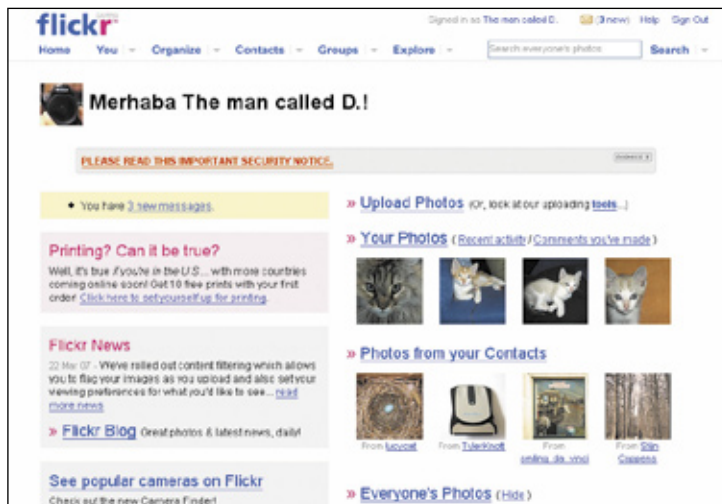 flickr
Signed in as The man called D. (3 new) Help Sign Out
Home You Organize Contacts Groups Explore Search everyone's photos Search
Merhaba The man called D.!
PLEASE READ THIS IMPORTANT SECURITY NOTICE.
You have 3 new messages.
Printing? Can it be true?
Well, it's true if you're in the U.S... with more countries
coming online soon! Get 10 free prints with your first
order! Click here to set yourself up for printing.
Flickr News
22 Mar 07 - We've rolled out content filtering which allows
you to flag your images as you upload and also set your
viewing preferences for what you'd like to see... read
more news
» Flickr Blog Great photos & latest news, daily!
See popular cameras on Flickr
Check out the new Camera Finder!
» Upload Photos (Or, look at our uploading tools...)
» Your Photos (Recent activity / Comments you've made)
» Photos from your Contacts
From lucycat
From TylerKnott
From
smiling_da_vinci
From Stijn
Coppens
» Everyone's Photos (Hide)